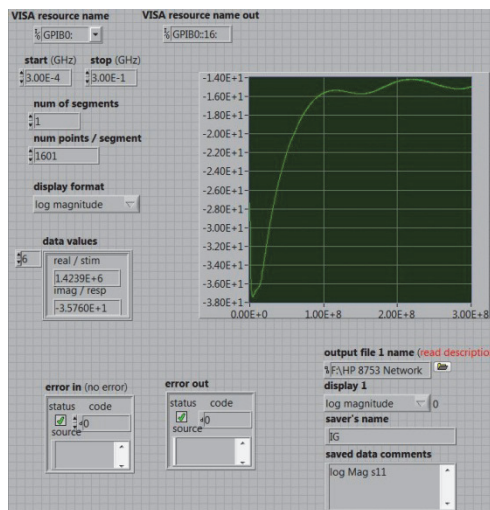 VISA resource name
VISA resource name out
GPIB0:
GPIB0::16:
start (GHz)
stop (GHz)
3.00E-4
3.00E-1
num of segments
1
num points / segment
1601
display format
log magnitude
data values
6
real / stim
1.4239E+6
imag / resp
-3.5760E+1
-1.40E+1
-1.60E+1
-1.80E+1
-2.00E+1
-2.20E+1
-2.40E+1
-2.60E+1
-2.80E+1
-3.00E+1
-3.20E+1
-3.40E+1
-3.60E+1
-3.80E+1
0.00E+0
1.00E+8
2.00E+8
3.00E+8
output file 1 name (read descriptio
F:\HP 8753 Network
display 1
log magnitude
0
saver's name
IG
saved data comments
log Mag s11
error in (no error)
status
code
0
source
error out
status
code
0
source